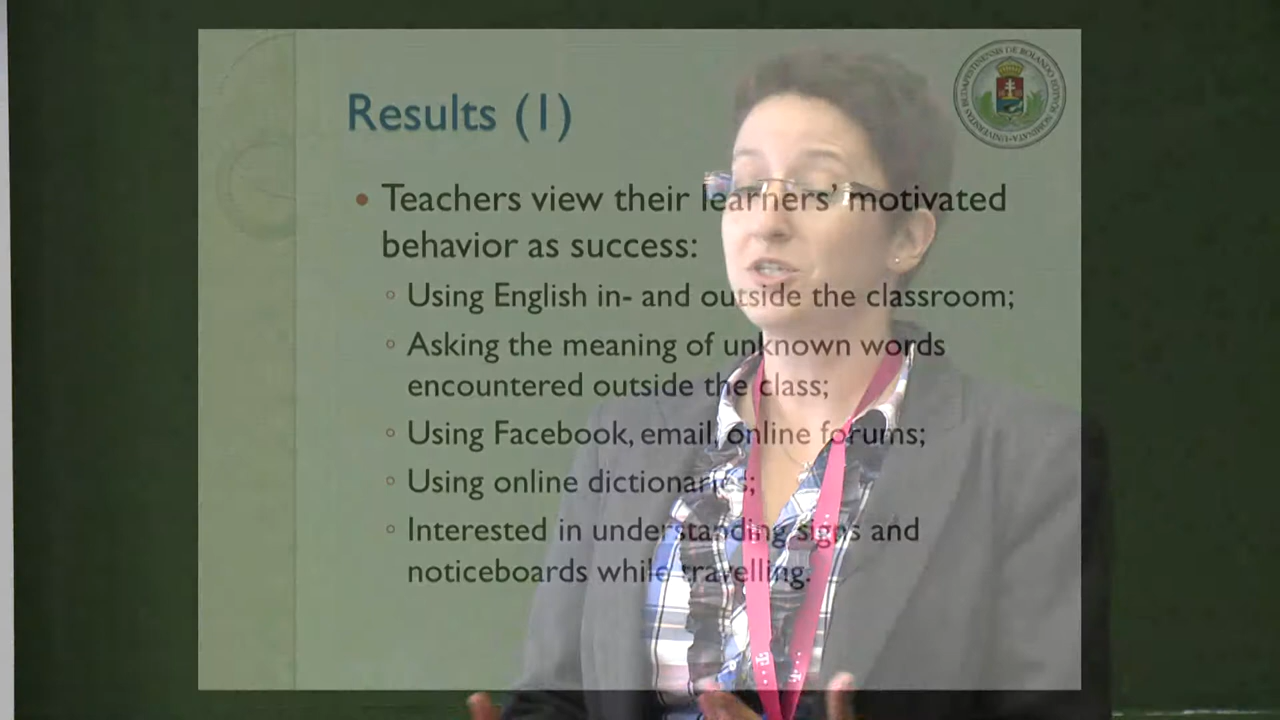 Results (1)
• Teachers view their learners' motivated
behavior as success:
◦ Using English in- and outside the classroom;
◦ Asking the meaning of unknown words
encountered outside the class;
◦ Using Facebook, email, online forums;
◦ Using online dictionaries;
◦ Interested in understanding signs and
noticeboards while travelling.